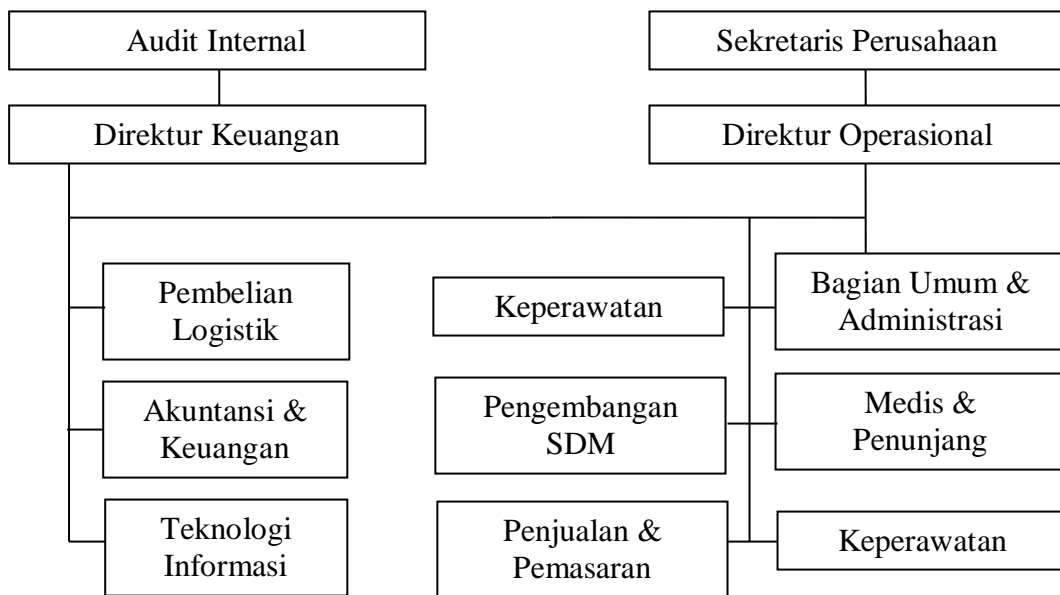 Audit Internal
Sekretaris Perusahaan
Direktur Keuangan
Direktur Operasional
Pembelian
Logistik
Keperawatan
Bagian Umum &
Administrasi
Akuntansi &
Keuangan
Pengembangan
SDM
Medis &
Penunjang
Teknologi
Informasi
Penjualan &
Pemasaran
Keperawatan